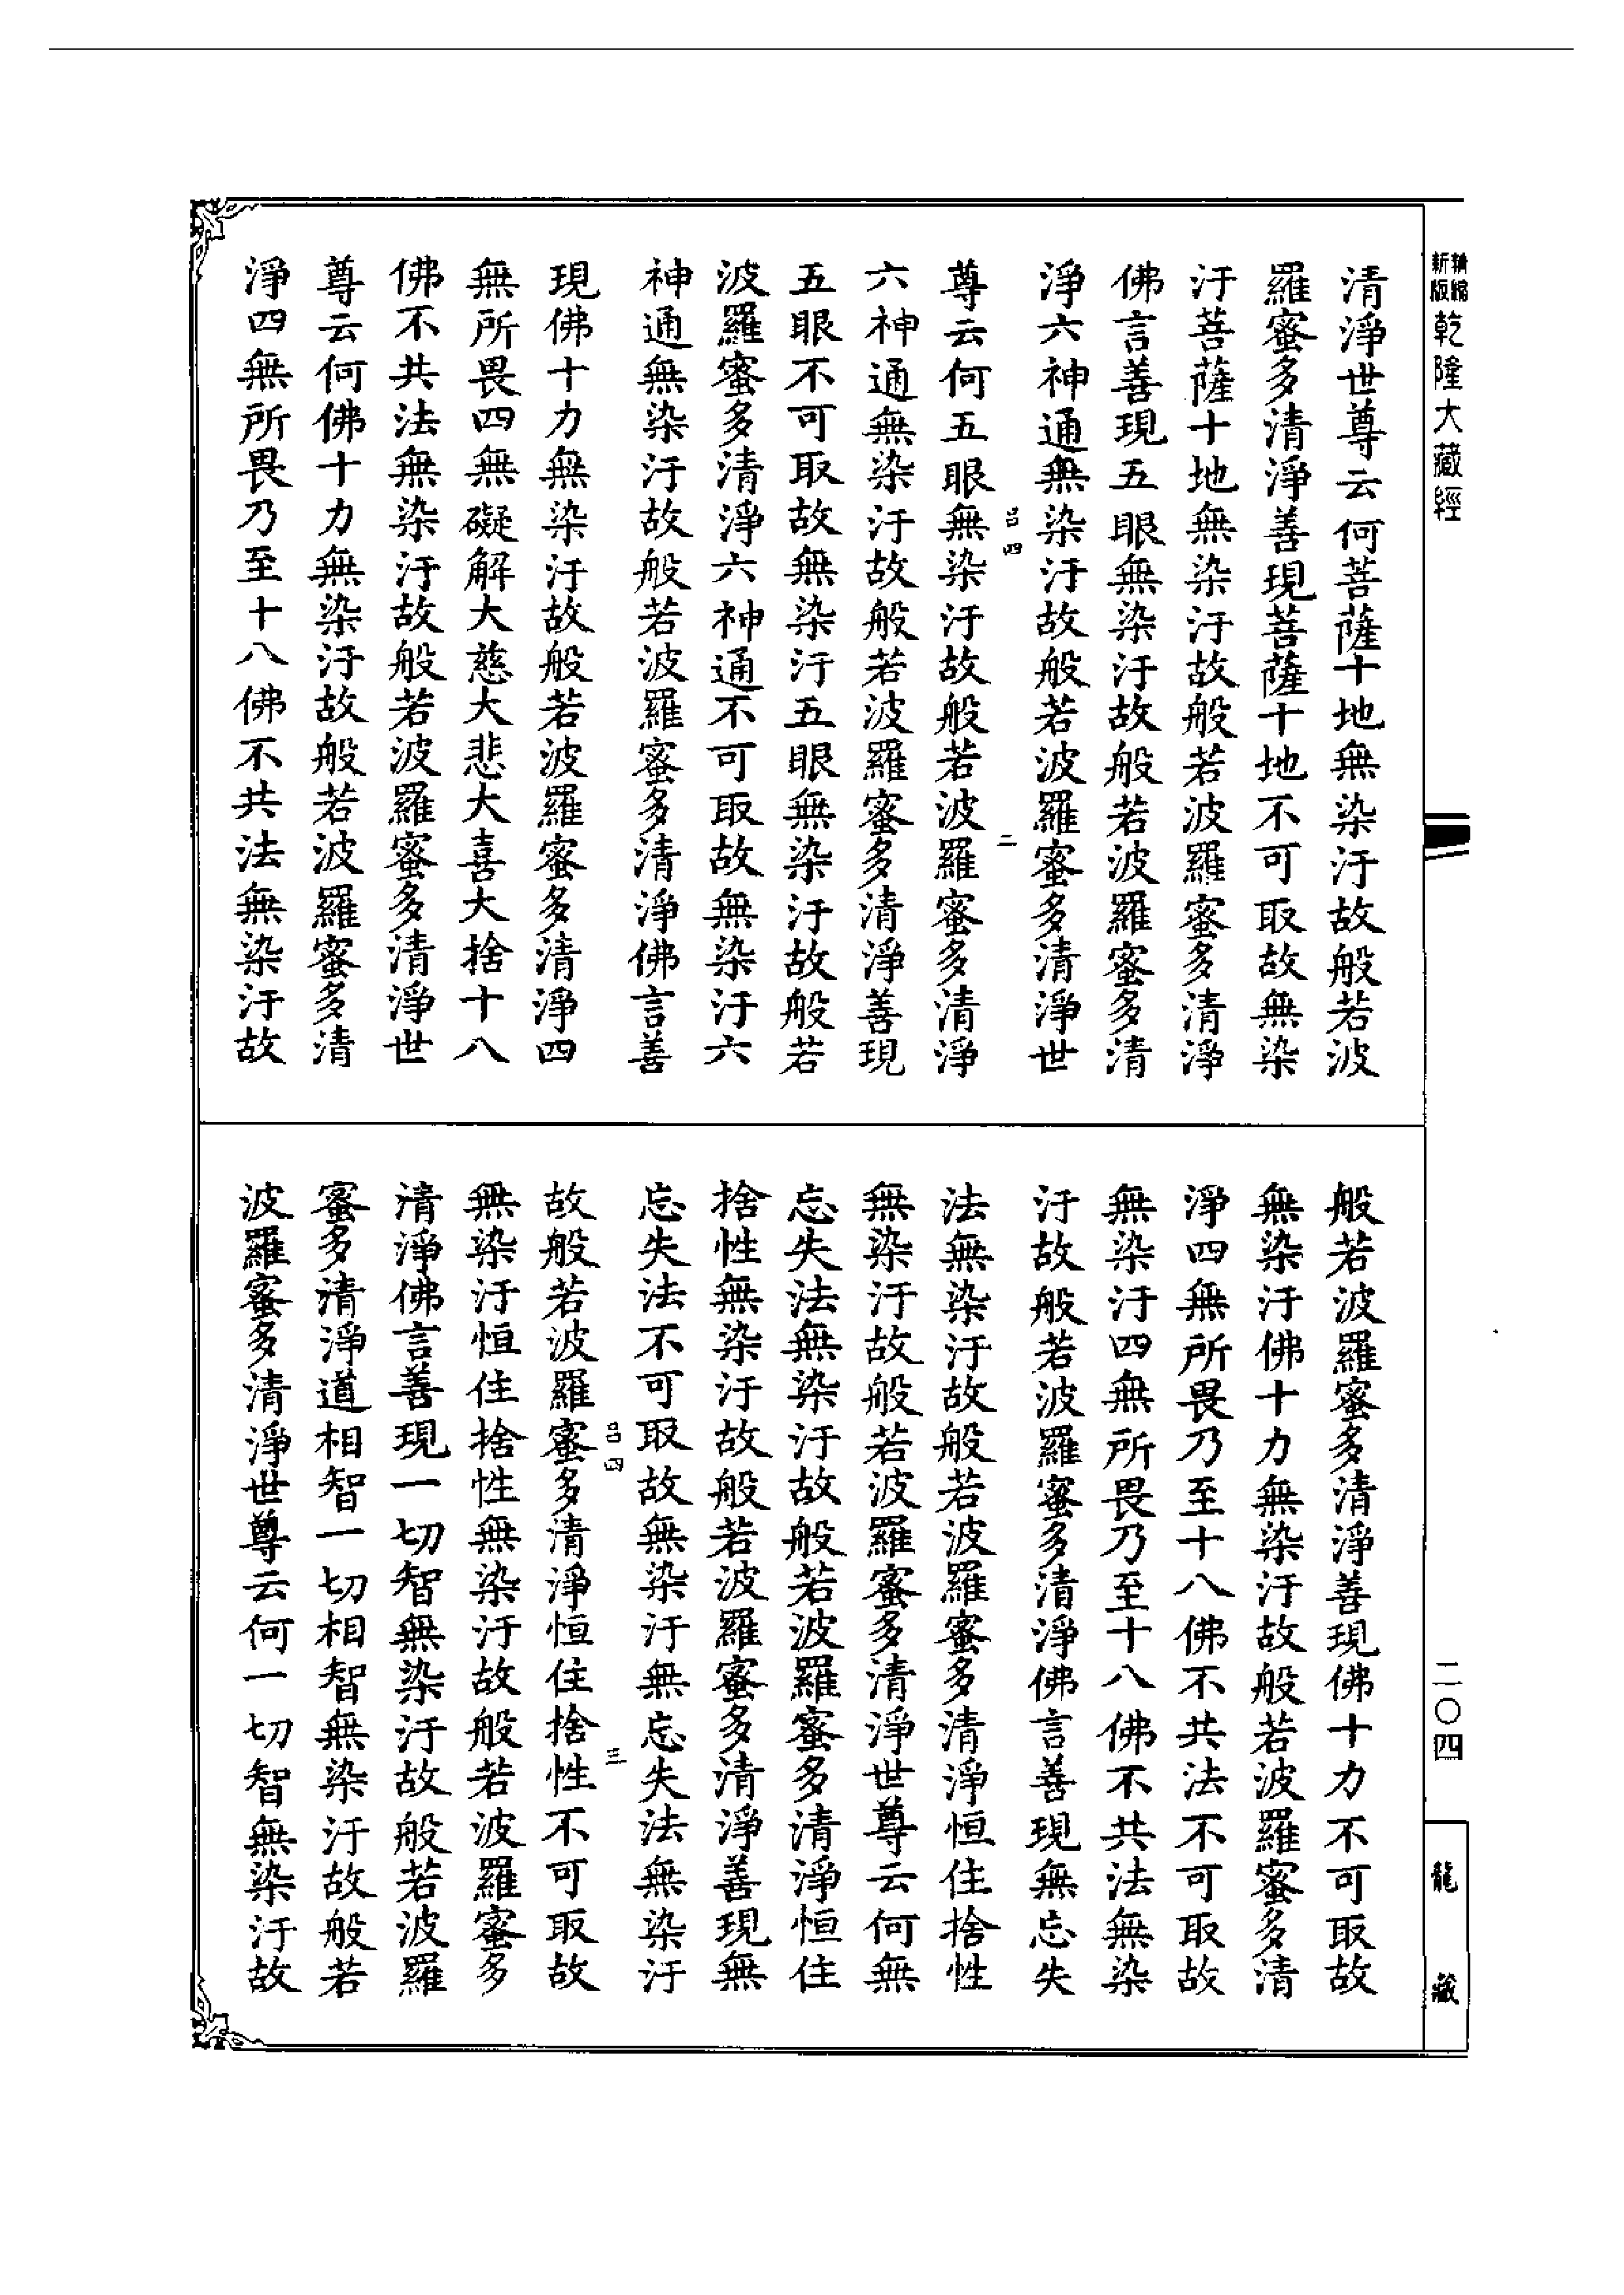 新版精縮乾隆大藏經
清淨世尊云何菩薩十地無染汙故般若波
羅蜜多清淨善現菩薩十地不可取故無染
汙菩薩十地無染汙故般若波羅蜜多清淨
佛言善現五眼無染汙故般若波羅蜜多清
淨六神通無染汙故般若波羅蜜多清淨世
呂四 二
尊云何五眼無染汙故般若波羅蜜多清淨
六神通無染汙故般若波羅蜜多清淨善現
五眼不可取故無染汙五眼無染汙故般若
波羅蜜多清淨六神通不可取故無染汙六
神通無染汙故般若波羅蜜多清淨佛言善
現佛十力無染汙故般若波羅蜜多清淨四
無所畏四無礙解大慈大悲大喜大捨十八
佛不共法無染汙故般若波羅蜜多清淨世
尊云何佛十力無染汙故般若波羅蜜多清
淨四無所畏乃至十八佛不共法無染汙故
般若波羅蜜多清淨善現佛十力不可取故
無染汙佛十力無染汙故般若波羅蜜多清
淨四無所畏乃至十八佛不共法不可取故
無染汙四無所畏乃至十八佛不共法無染
汙故般若波羅蜜多清淨佛言善現無忘失
法無染汙故般若波羅蜜多清淨恒住捨性
無染汙故般若波羅蜜多清淨世尊云何無
忘失法無染汙故般若波羅蜜多清淨恒住
捨性無染汙故般若波羅蜜多清淨善現無
忘失法不可取故無染汙無忘失法無染汙
呂四 三
故般若波羅蜜多清淨恒住捨性不可取故
無染汙恒住捨性無染汙故般若波羅蜜多
清淨佛言善現一切智無染汙故般若波羅
蜜多清淨道相智一切相智無染汙故般若
波羅蜜多清淨世尊云何一切智無染汙故
二〇四
龍藏